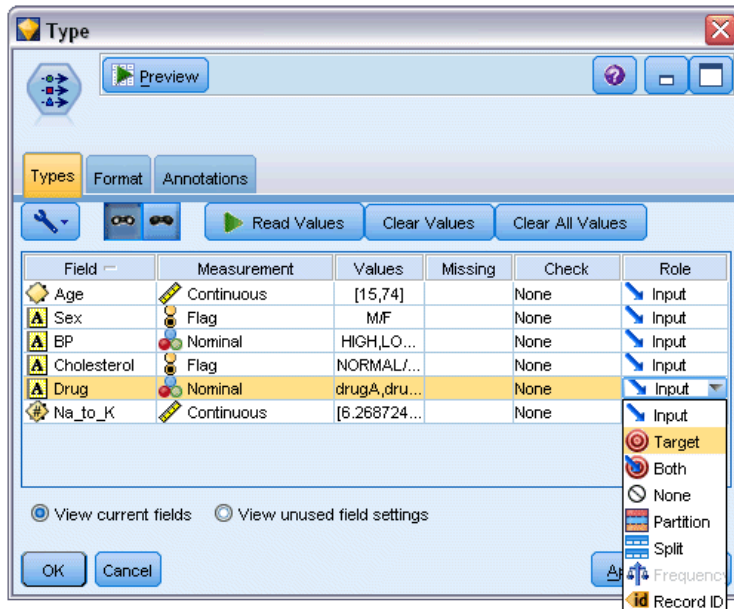 Type
Preview
Types Format Annotations
Read Values Clear Values Clear All Values
Field Measurement Values Missing Check Role
Age Continuous [15,74] None Input
A Sex Flag M/F None Input
A BP Nominal HIGH,LO... None Input
A Cholesterol Flag NORMAL/... None Input
A Drug Nominal drugA,dru... None Input
# Na_to_K Continuous [6.268724... None
Input
Target
Both
None
Partition
Split
Frequency
id Record ID
View current fields View unused field settings
OK Cancel